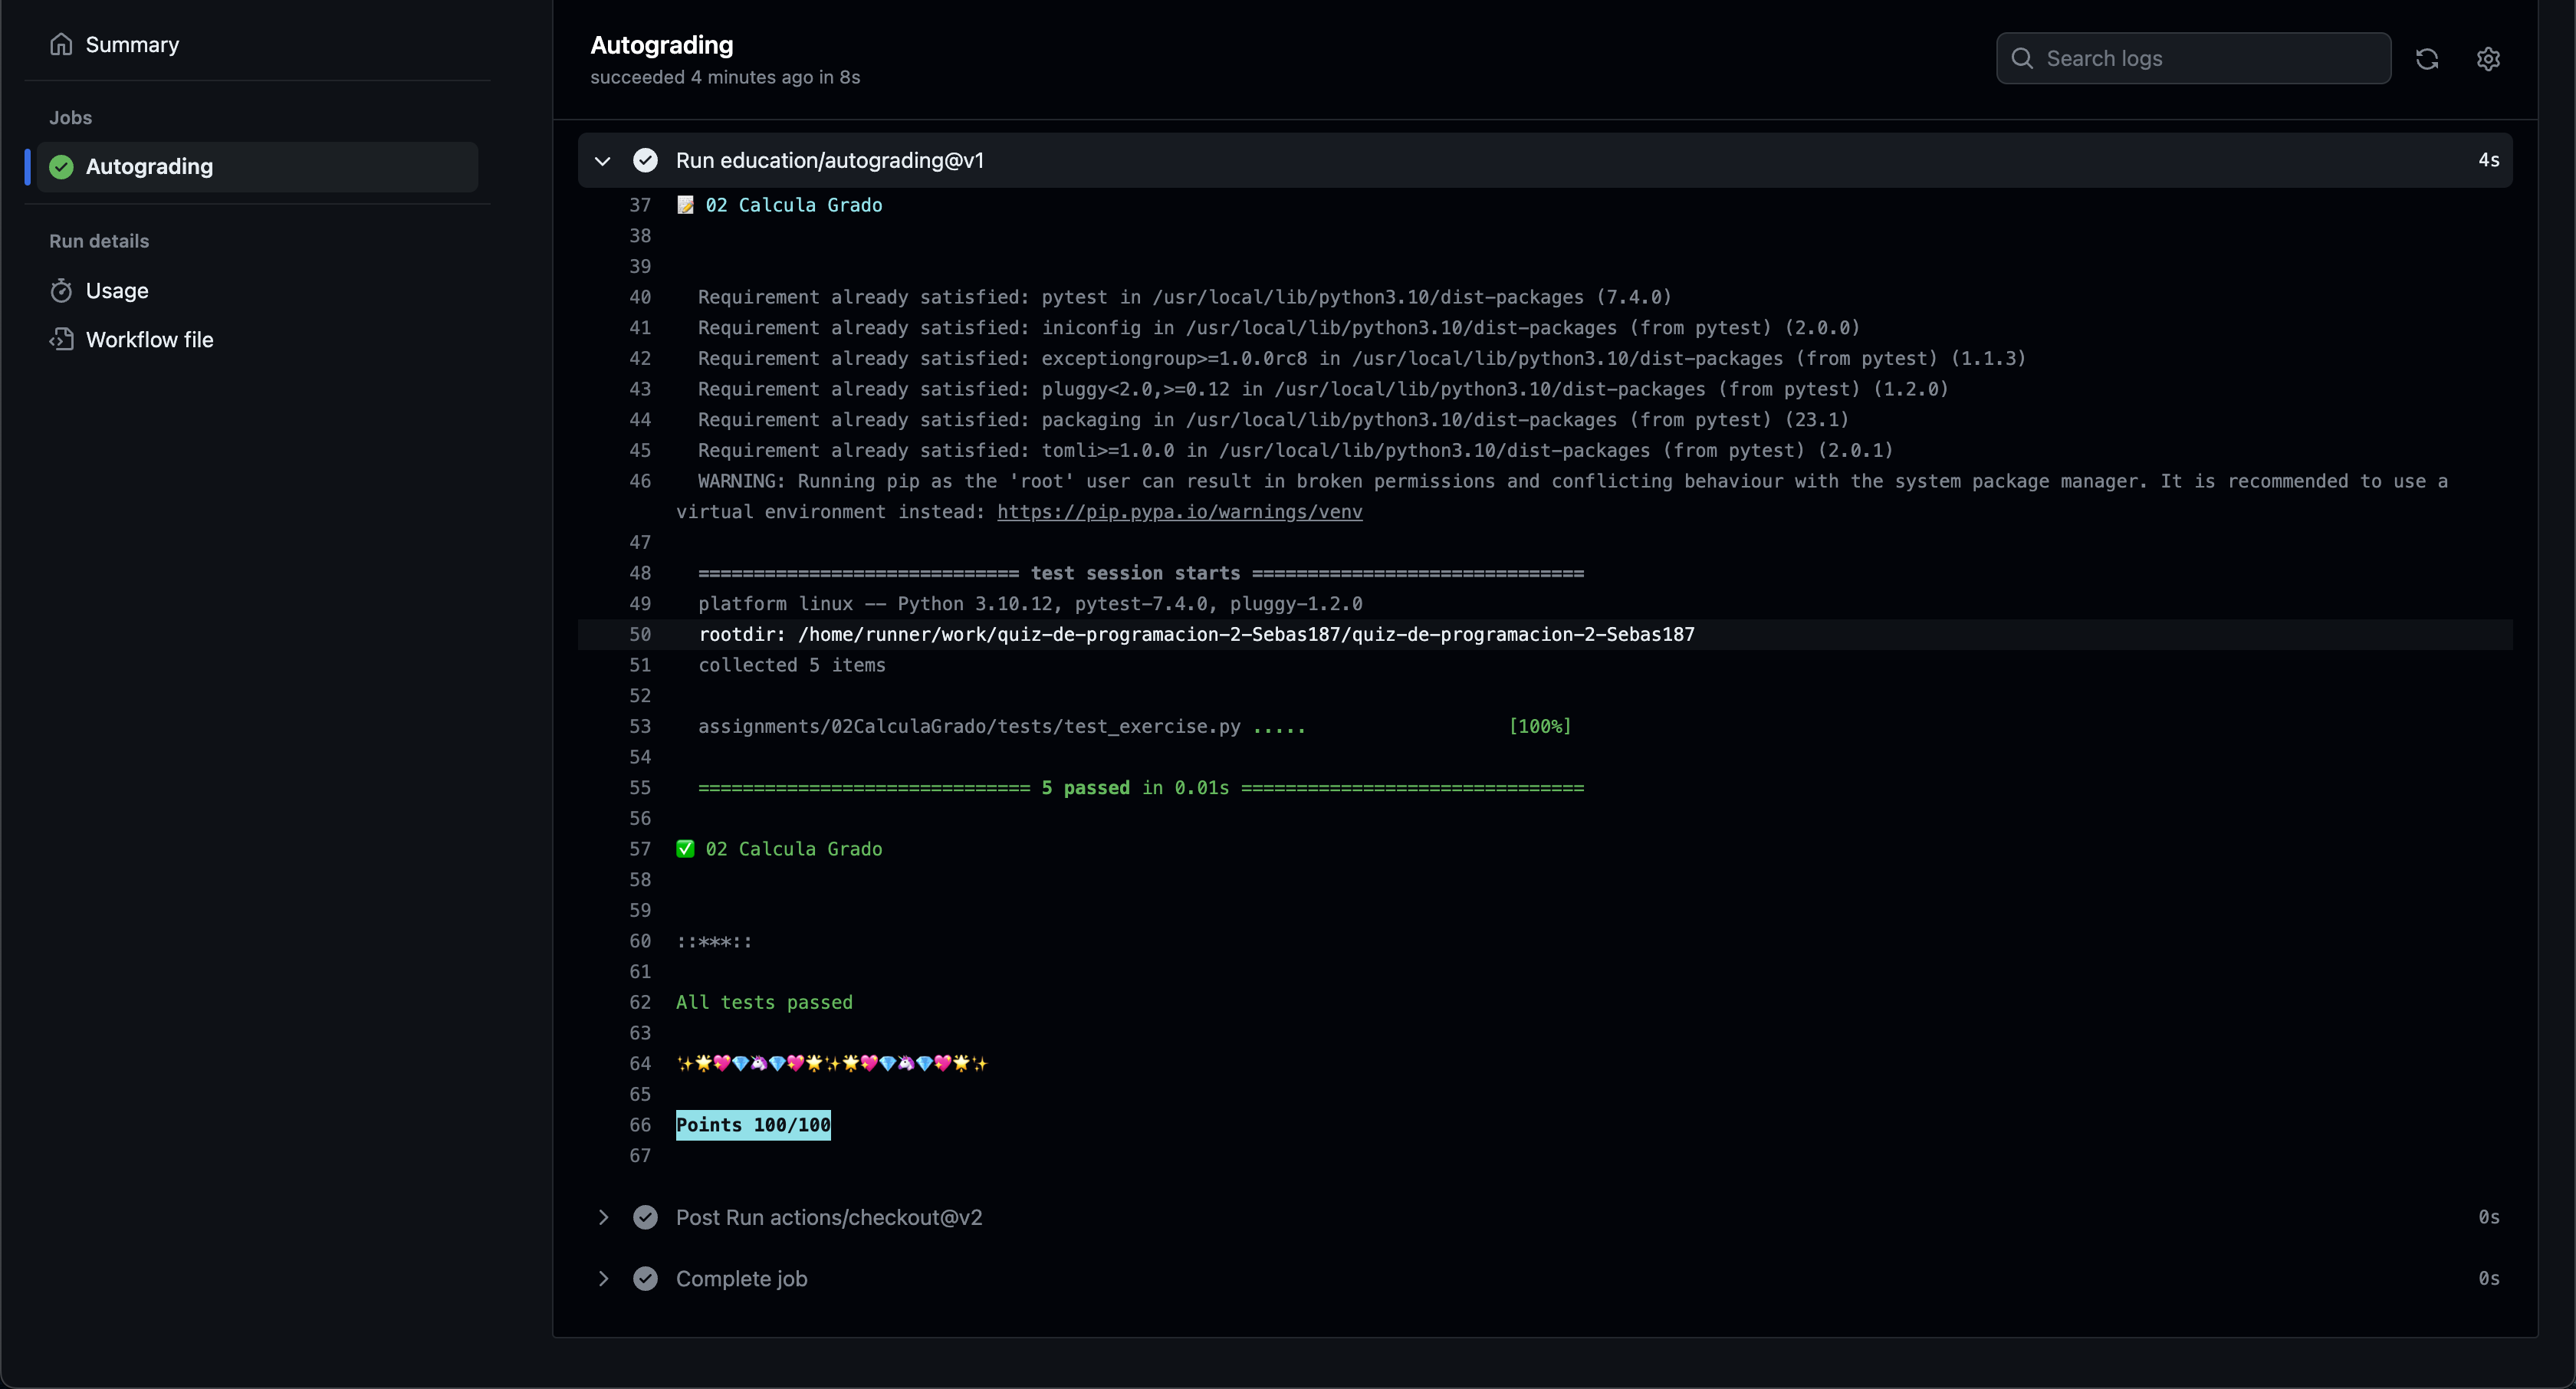 Summary
Jobs
Autograding
Run details
Usage
Workflow file
Autograding
succeeded 4 minutes ago in 8s
Search logs
Run education/autograding@v1 4s
37 📝 02 Calcula Grado
38
39
40 Requirement already satisfied: pytest in /usr/local/lib/python3.10/dist-packages (7.4.0)
41 Requirement already satisfied: iniconfig in /usr/local/lib/python3.10/dist-packages (from pytest) (2.0.0)
42 Requirement already satisfied: exceptiongroup>=1.0.0rc8 in /usr/local/lib/python3.10/dist-packages (from pytest) (1.1.3)
43 Requirement already satisfied: pluggy<2.0,>=0.12 in /usr/local/lib/python3.10/dist-packages (from pytest) (1.2.0)
44 Requirement already satisfied: packaging in /usr/local/lib/python3.10/dist-packages (from pytest) (23.1)
45 Requirement already satisfied: tomli>=1.0.0 in /usr/local/lib/python3.10/dist-packages (from pytest) (2.0.1)
46 WARNING: Running pip as the 'root' user can result in broken permissions and conflicting behaviour with the system package manager. It is recommended to use a
virtual environment instead: https://pip.pypa.io/warnings/venv
47
48 ============================= test session starts ==============================
49 platform linux -- Python 3.10.12, pytest-7.4.0, pluggy-1.2.0
50 rootdir: /home/runner/work/quiz-de-programacion-2-Sebas187/quiz-de-programacion-2-Sebas187
51 collected 5 items
52
53 assignments/02CalculaGrado/tests/test_exercise.py ..... [100%]
54
55 ============================== 5 passed in 0.01s ===============================
56
57 ✅ 02 Calcula Grado
58
59
60 ::***::
61
62 All tests passed
63
64 ✨🌟💖💎🦄💎💖🌟✨🌟💖💎🦄💎💖🌟✨
65
66 Points 100/100
67
Post Run actions/checkout@v2 0s
Complete job 0s